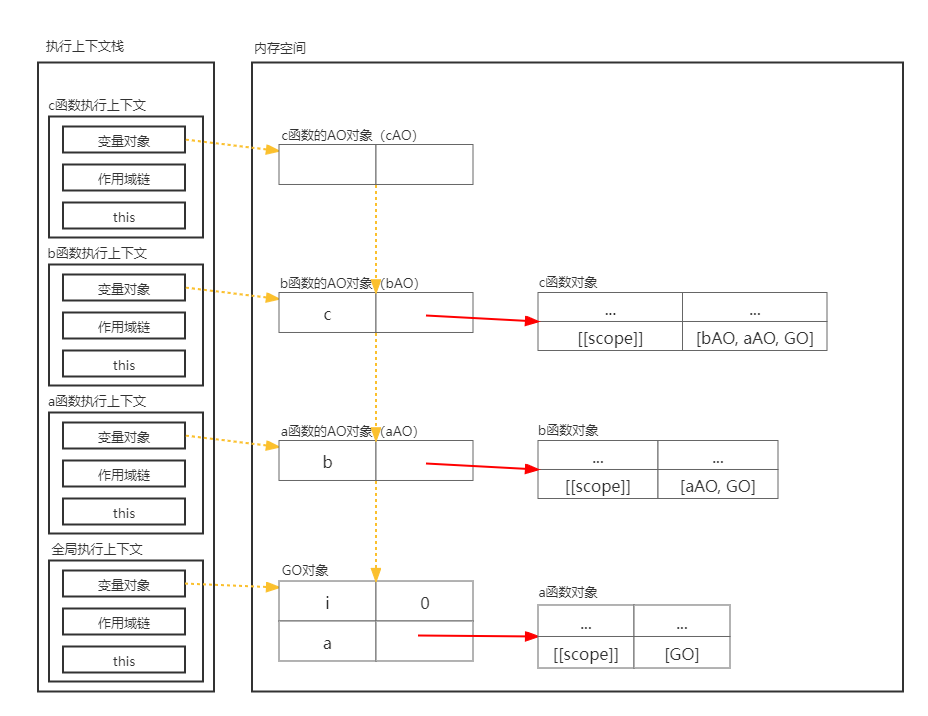 执行上下文栈
内存空间
c函数执行上下文
变量对象
作用域链
this
c函数的AO对象（cAO）
b函数执行上下文
变量对象
作用域链
this
b函数的AO对象（bAO）
c
c函数对象
...
...
[[scope]]
[bAO, aAO, GO]
a函数执行上下文
变量对象
作用域链
this
a函数的AO对象（aAO）
b
b函数对象
...
...
[[scope]]
[aAO, GO]
全局执行上下文
变量对象
作用域链
this
GO对象
i
0
a
a函数对象
...
...
[[scope]]
[GO]